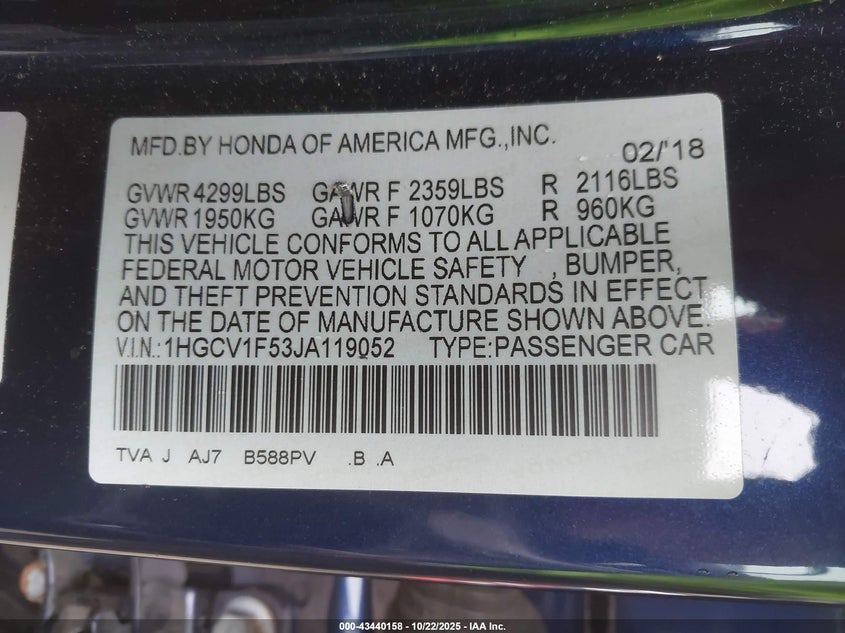 MFD.BY HONDA OF AMERICA MFG.,INC. 02/'18
GVWR 4299LBS GAWR F 2359LBS R 2116LBS
GVWR 1950KG GAWR F 1070KG R 960KG
THIS VEHICLE CONFORMS TO ALL APPLICABLE
FEDERAL MOTOR VEHICLE SAFETY , BUMPER,
AND THEFT PREVENTION STANDARDS IN EFFECT
ON THE DATE OF MANUFACTURE SHOWN ABOVE.
V.I.N.:1HGCV1F53JA119052 TYPE:PASSENGER CAR
TVA J AJ7 B588PV .B .A
000-43440158 - 10/22/2025 - IAA Inc.